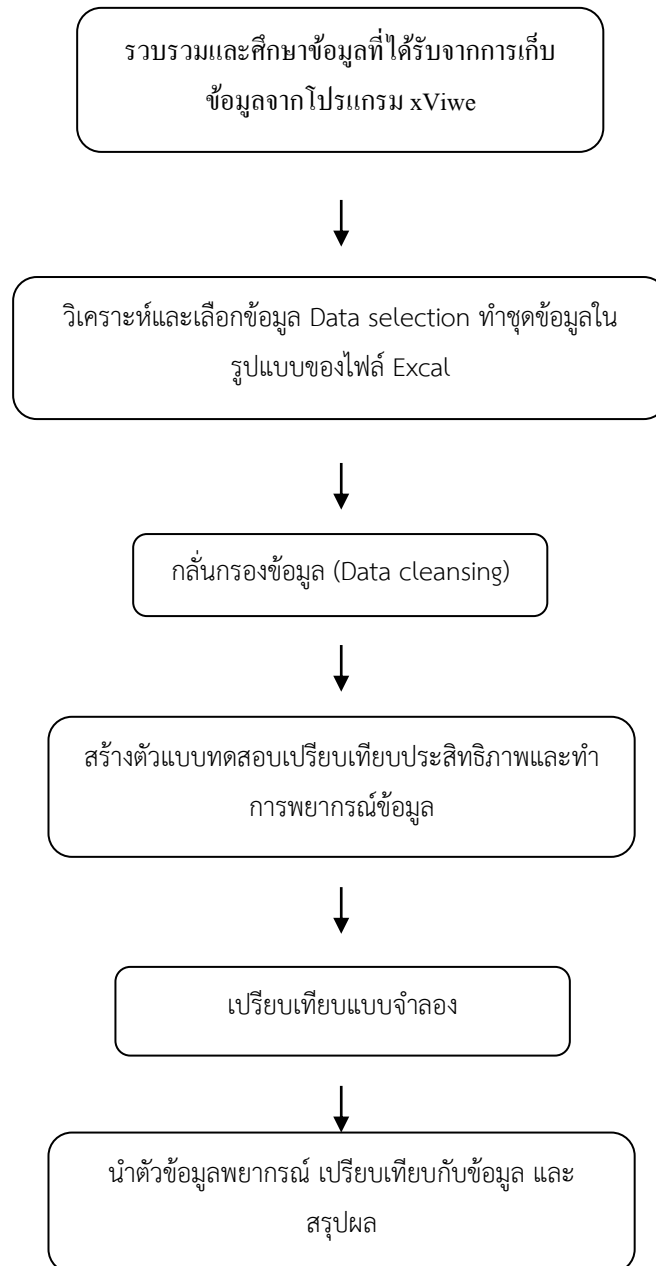 รวบรวมและศึกษาข้อมูลที่ได้รับจากการเก็บ
ข้อมูลจากโปรแกรม xViwe
วิเคราะห์และเลือกข้อมูล Data selection ทำชุดข้อมูลใน
รูปแบบของไฟล์ Excal
กลั่นกรองข้อมูล (Data cleansing)
สร้างตัวแบบทดสอบเปรียบเทียบประสิทธิภาพและทำ
การพยากรณ์ข้อมูล
เปรียบเทียบแบบจำลอง
นำตัวข้อมูลพยากรณ์ เปรียบเทียบกับข้อมูล และ
สรุปผล